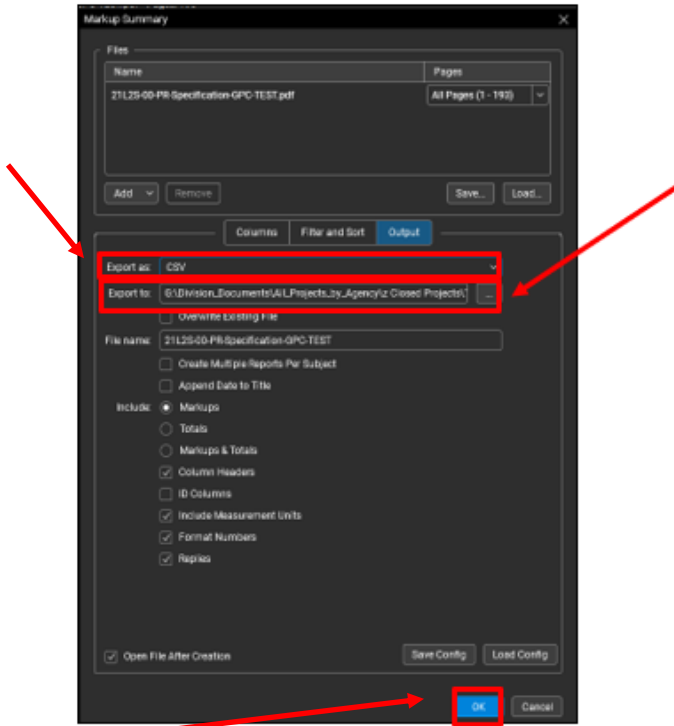 Markup Summary
Files
Name Pages
21L2S-00-PR-Specification-GPC-TEST.pdf All Pages (1 - 193)
Add Remove Save... Load...
Columns Filter and Sort Output
Export as: CSV
Export to: G:\Division_Documents\All_Projects_by_Agency\z Closed Projects\ ...
Overwrite Existing File
File name: 21L2S-00-PR-Specification-GPC-TEST
Create Multiple Reports Per Subject
Append Date to Title
Include: Markups
Totals
Markups & Totals
Column Headers
ID Columns
Include Measurement Units
Format Numbers
Replies
Open File After Creation Save Config Load Config
OK Cancel